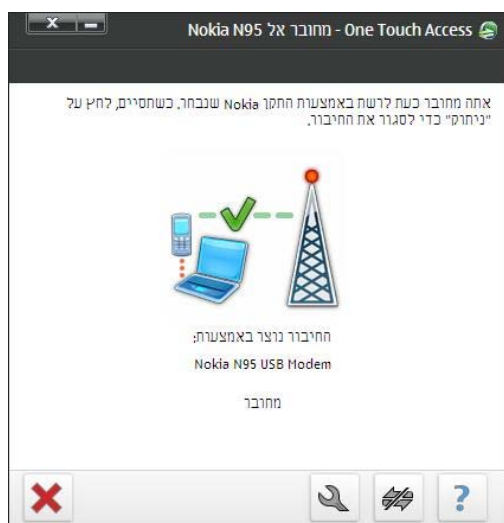 One Touch Access - מחובר אל Nokia N95
אתה מחובר כעת לרשת באמצעות התקן Nokia שנבחר. כשתסיים, לחץ על
"ניתוק" כדי לסגור את החיבור.
החיבור נוצר באמצעות:
Nokia N95 USB Modem
מחובר
?